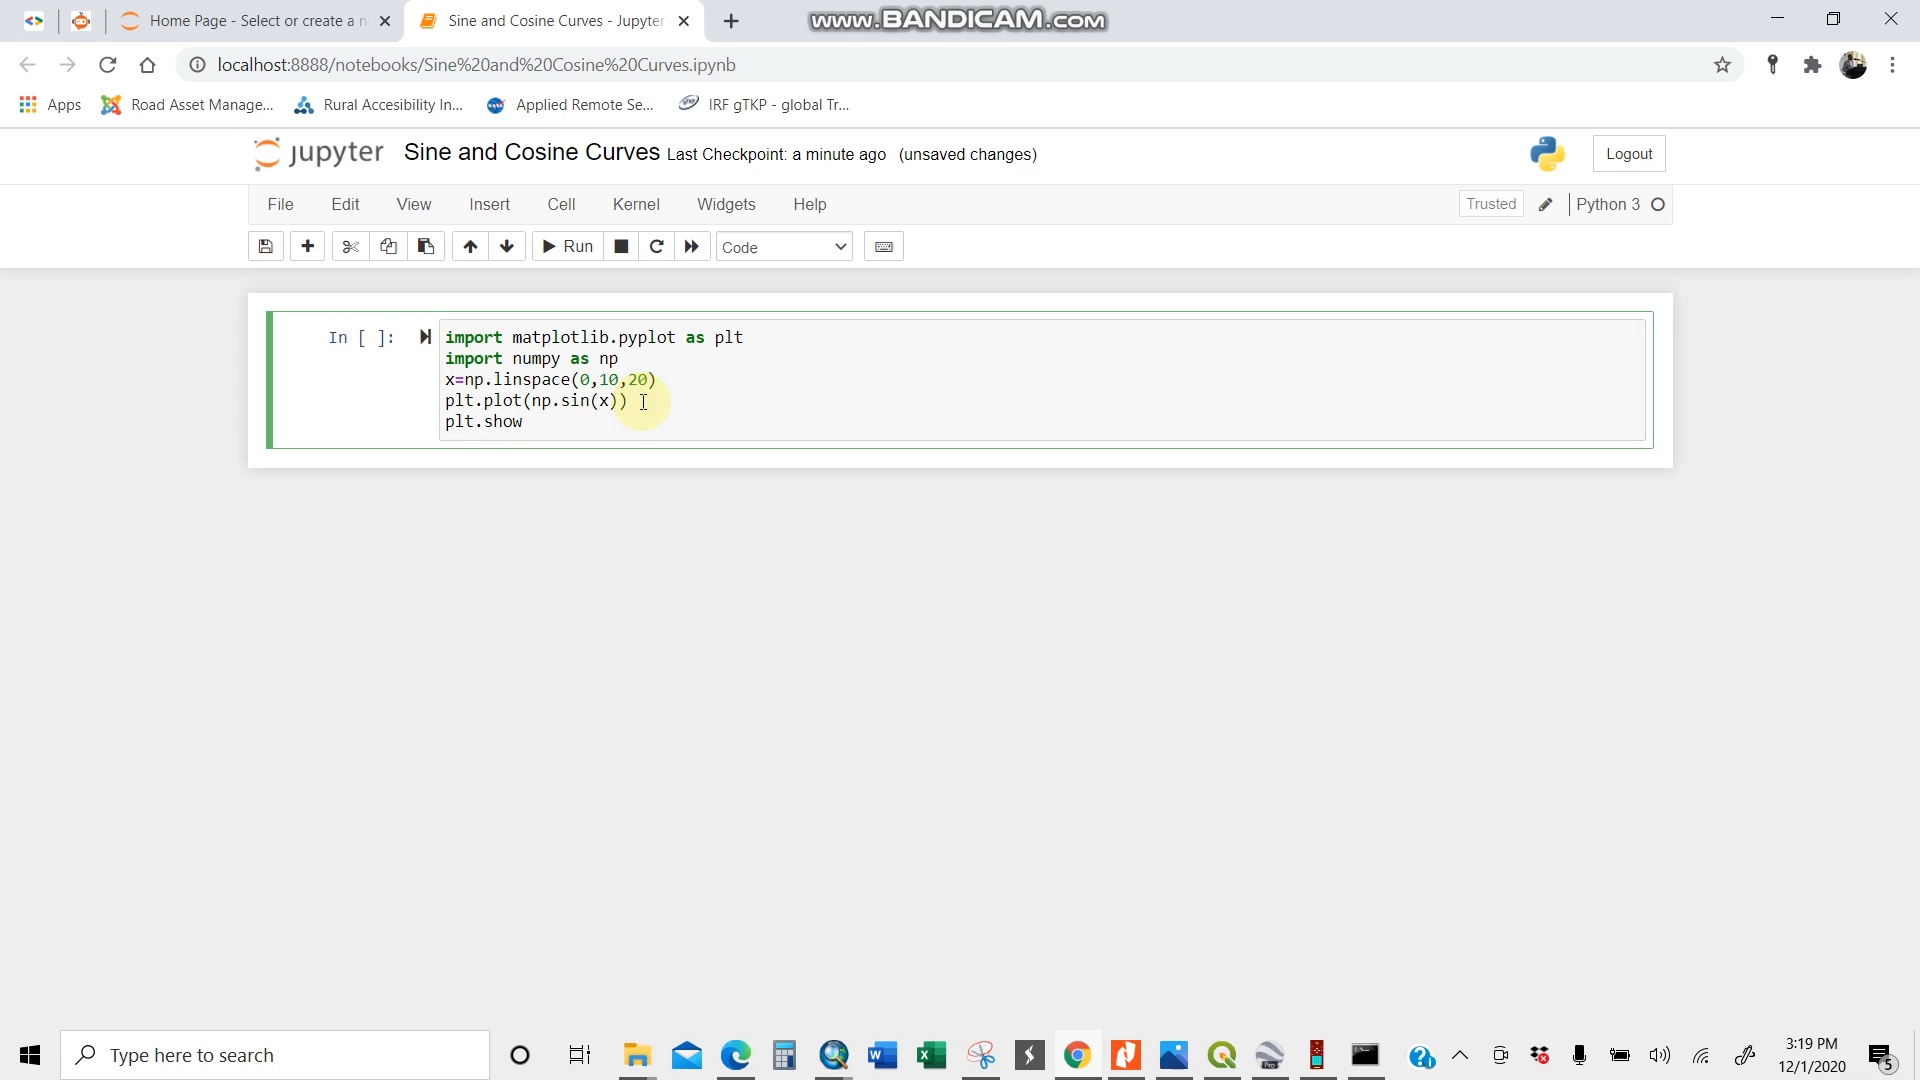 Home Page - Select or create a n
Sine and Cosine Curves - Jupyter
www.BANDICAM.com
localhost:8888/notebooks/Sine%20and%20Cosine%20Curves.ipynb
Apps
Road Asset Manage...
Rural Accesibility In...
Applied Remote Se...
IRF gTKP - global Tr...
jupyter
Sine and Cosine Curves Last Checkpoint: a minute ago (unsaved changes)
Logout
File Edit View Insert Cell Kernel Widgets Help
Trusted
Python 3
Run
Code
In [ ]:
import matplotlib.pyplot as plt
import numpy as np
x=np.linspace(0,10,20)
plt.plot(np.sin(x))
plt.show
Type here to search
3:19 PM
12/1/2020
5